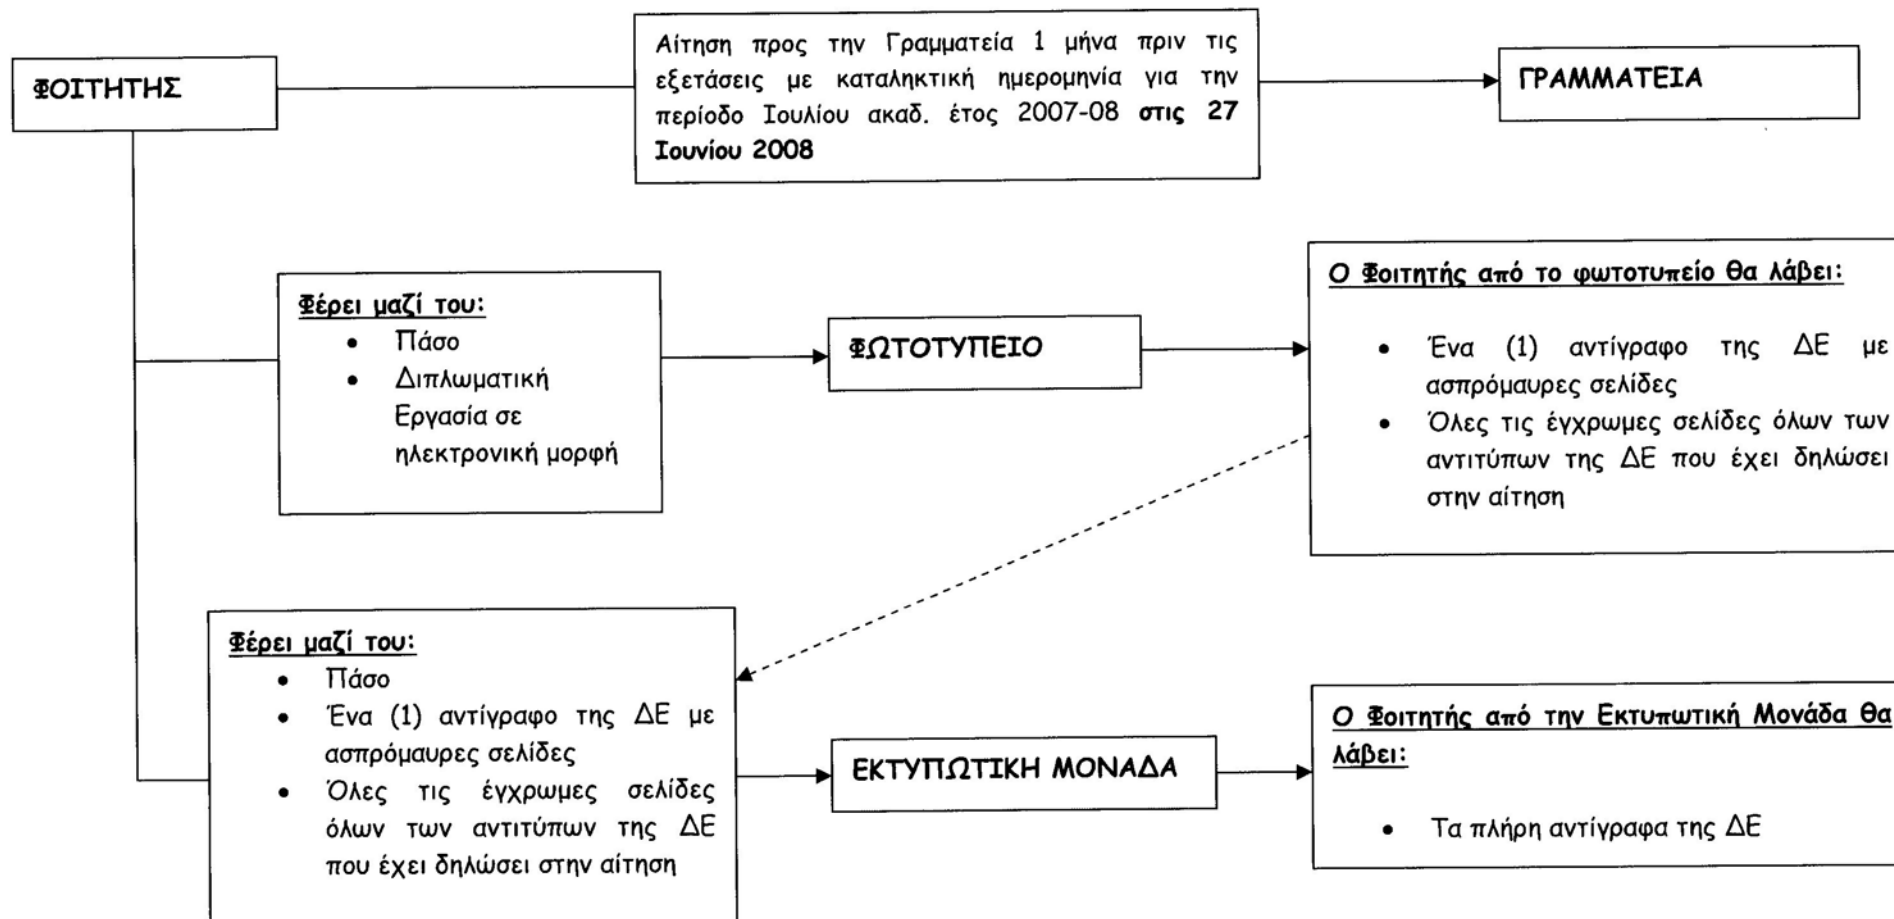 ΦΟΙΤΗΤΗΣ
Αίτηση προς την Γραμματεία 1 μήνα πριν τις
εξετάσεις με καταληκτική ημερομηνία για την
περίοδο Ιουλίου ακαδ. έτος 2007-08 στις 27
Ιουνίου 2008
ΓΡΑΜΜΑΤΕΙΑ
Φέρει μαζί του:
• Πάσο
• Διπλωματική
Εργασία σε
ηλεκτρονική μορφή
ΦΩΤΟΤΥΠΕΙΟ
Ο Φοιτητής από το φωτοτυπείο θα λάβει:
• Ένα (1) αντίγραφο της ΔΕ με
ασπρόμαυρες σελίδες
• Όλες τις έγχρωμες σελίδες όλων των
αντιτύπων της ΔΕ που έχει δηλώσει
στην αίτηση
Φέρει μαζί του:
• Πάσο
• Ένα (1) αντίγραφο της ΔΕ με
ασπρόμαυρες σελίδες
• Όλες τις έγχρωμες σελίδες
όλων των αντιτύπων της ΔΕ
που έχει δηλώσει στην αίτηση
ΕΚΤΥΠΩΤΙΚΗ ΜΟΝΑΔΑ
Ο Φοιτητής από την Εκτυπωτική Μονάδα θα
λάβει:
• Τα πλήρη αντίγραφα της ΔΕ